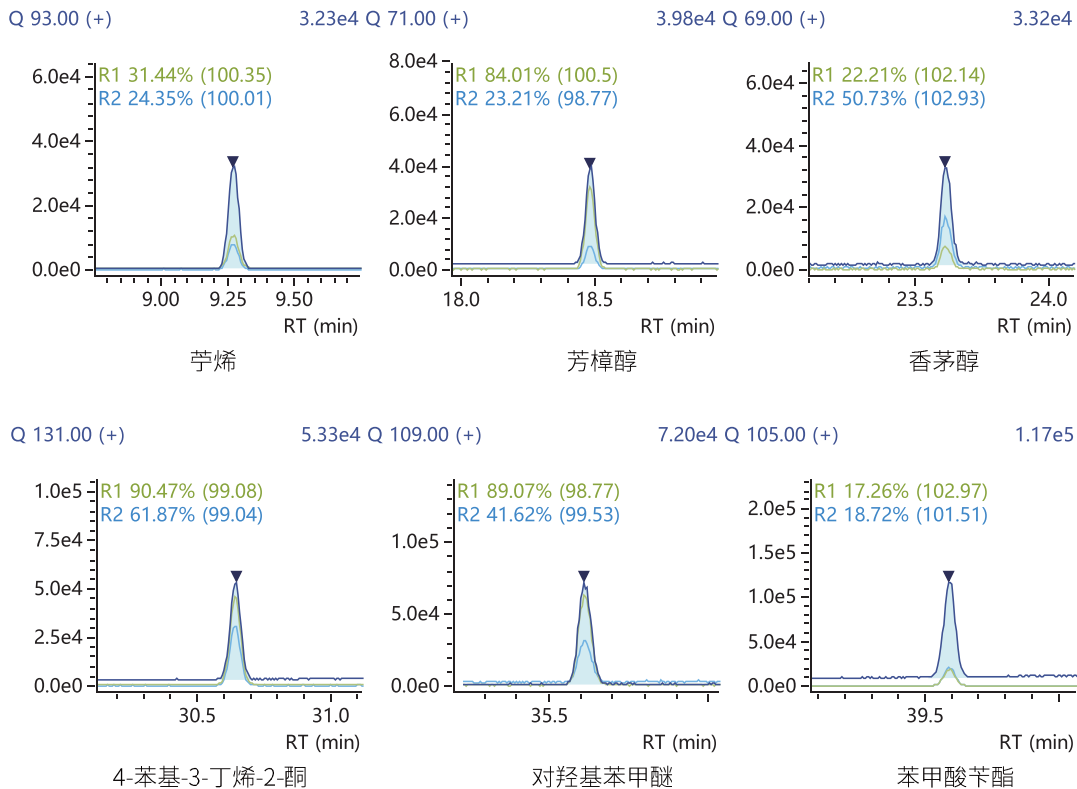 Q 93.00 (+) 3.23e4 Q 71.00 (+) 3.98e4 Q 69.00 (+) 3.32e4
R1 31.44% (100.35)
R2 24.35% (100.01)
6.0e4
4.0e4
2.0e4
0.0e0
9.00 9.25 9.50
RT (min)
苧烯
R1 84.01% (100.5)
R2 23.21% (98.77)
8.0e4
6.0e4
4.0e4
2.0e4
0.0e0
18.0 18.5
RT (min)
芳樟醇
R1 22.21% (102.14)
R2 50.73% (102.93)
6.0e4
4.0e4
2.0e4
0.0e0
23.5 24.0
RT (min)
香茅醇
Q 131.00 (+) 5.33e4 Q 109.00 (+) 7.20e4 Q 105.00 (+) 1.17e5
R1 90.47% (99.08)
R2 61.87% (99.04)
1.0e5
7.5e4
5.0e4
2.5e4
0.0e0
30.5 31.0
RT (min)
4-苯基-3-丁烯-2-酮
R1 89.07% (98.77)
R2 41.62% (99.53)
1.0e5
5.0e4
0.0e0
35.5
RT (min)
对羟基苯甲醚
R1 17.26% (102.97)
R2 18.72% (101.51)
2.0e5
1.5e5
1.0e5
5.0e4
0.0e0
39.5
RT (min)
苯甲酸苄酯